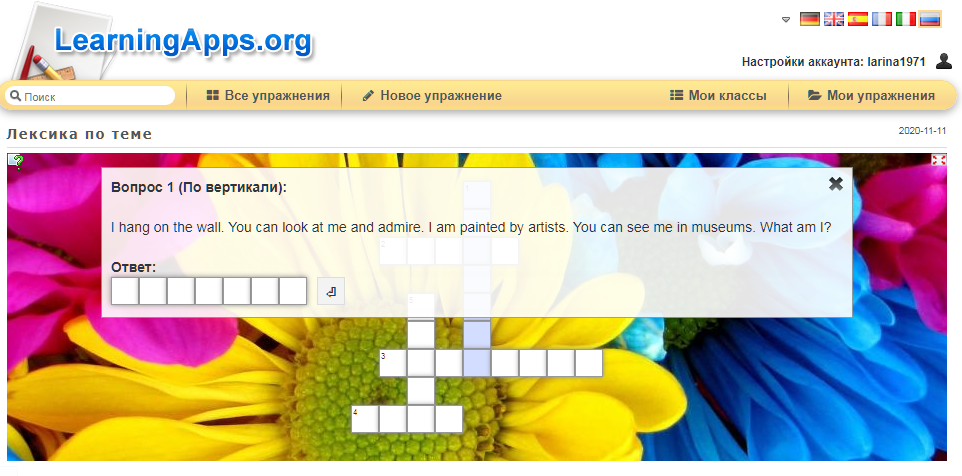 LearningApps.org
Настройки аккаунта: larina1971
Поиск
Все упражнения
Новое упражнение
Мои классы
Мои упражнения
Лексика по теме
2020-11-11
Вопрос 1 (По вертикали):
I hang on the wall. You can look at me and admire. I am painted by artists. You can see me in museums. What am I?
Ответ:
3
4